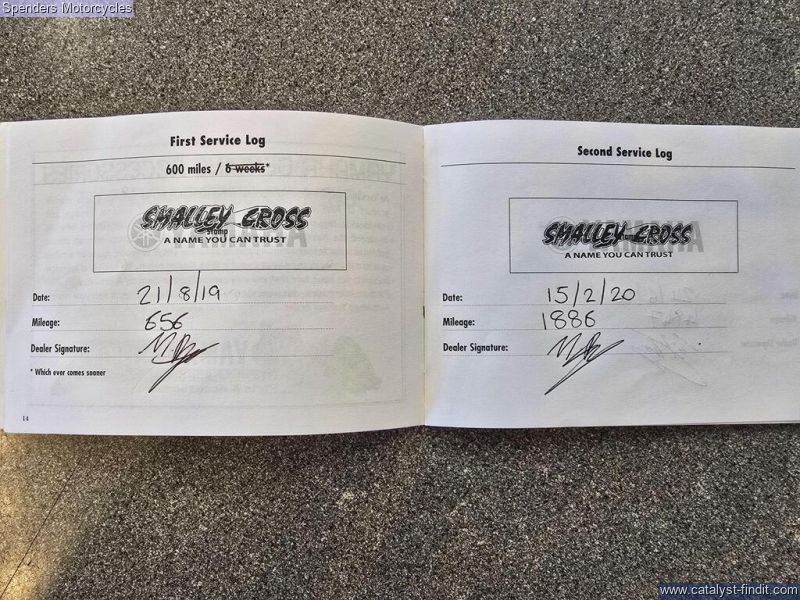 Spenders Motorcycles
First Service Log
600 miles / 6 weeks*
SMALLEY CROSS
stamp
A NAME YOU CAN TRUST
Date: 21/8/19
Mileage: 656
Dealer Signature:
* Which ever comes sooner
14
Second Service Log
SMALLEY CROSS
A NAME YOU CAN TRUST
Date: 15/2/20
Mileage: 1886
Dealer Signature:
www.catalyst-findit.com